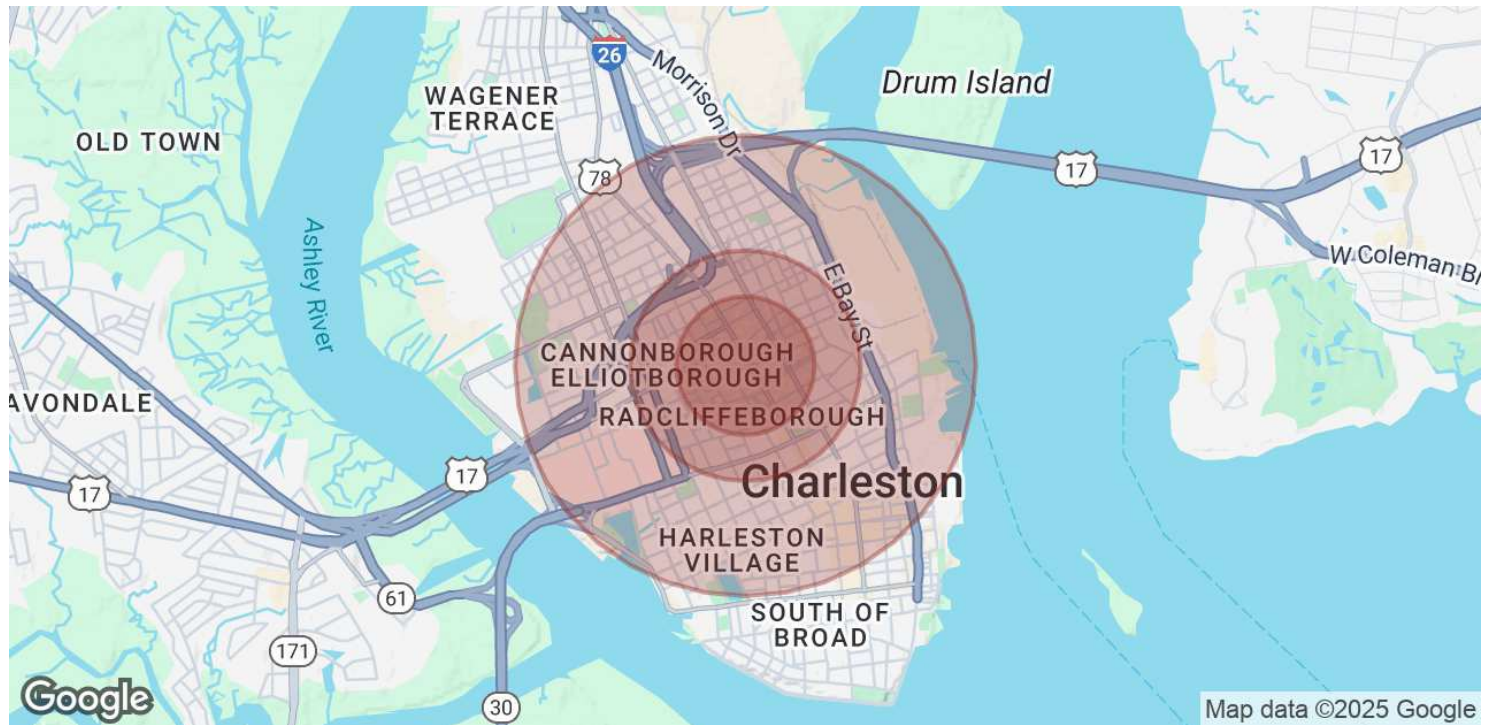 26
Morrison Dr
Drum Island
WAGENER
TERRACE
OLD TOWN
17
17
78
Ashley River
W Coleman Bl
E Bay St
CANNONBOROUGH
ELLIOTBOROUGH
AVONDALE
RADCLIFFEBOROUGH
17
17
Charleston
HARLESTON
VILLAGE
61
SOUTH OF
BROAD
171
30
Google
Map data ©2025 Google